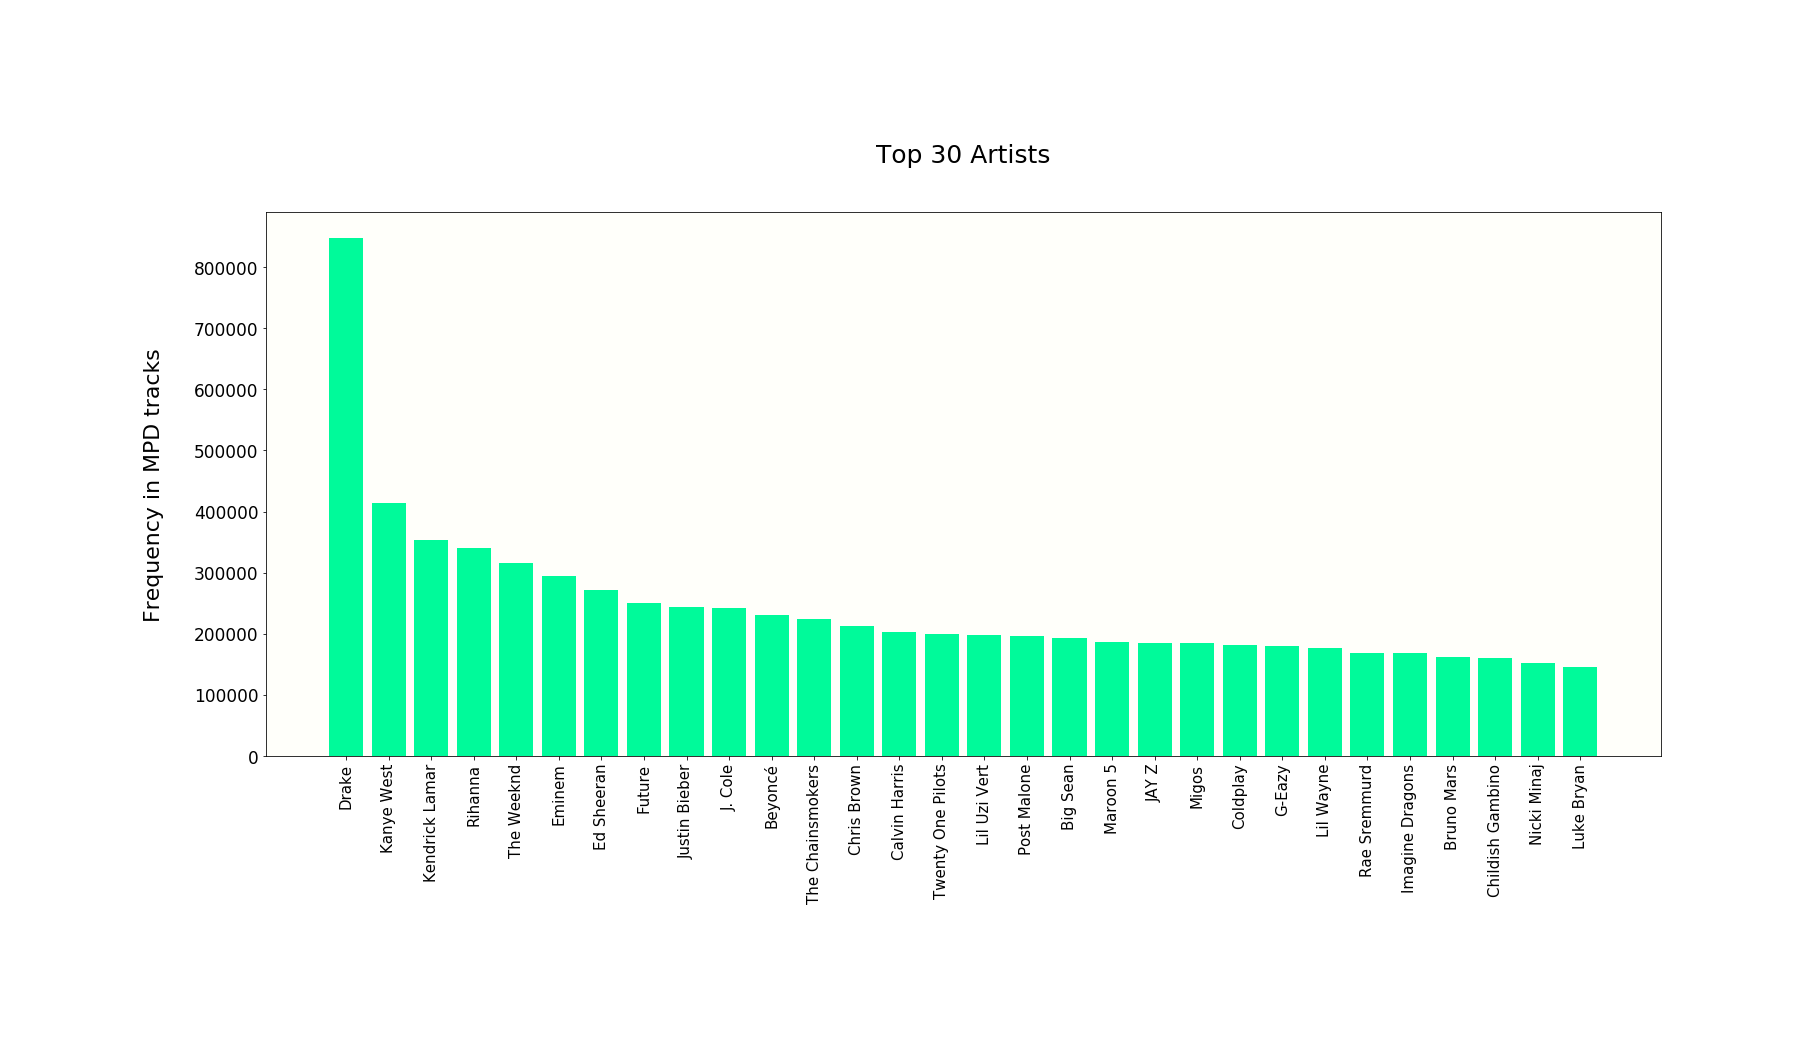 Top 30 Artists
Frequency in MPD tracks
800000
700000
600000
500000
400000
300000
200000
100000
0
Drake
Kanye West
Kendrick Lamar
Rihanna
The Weeknd
Eminem
Ed Sheeran
Future
Justin Bieber
J. Cole
Beyoncé
The Chainsmokers
Chris Brown
Calvin Harris
Twenty One Pilots
Lil Uzi Vert
Post Malone
Big Sean
Maroon 5
JAY Z
Migos
Coldplay
G-Eazy
Lil Wayne
Rae Sremmurd
Imagine Dragons
Bruno Mars
Childish Gambino
Nicki Minaj
Luke Bryan